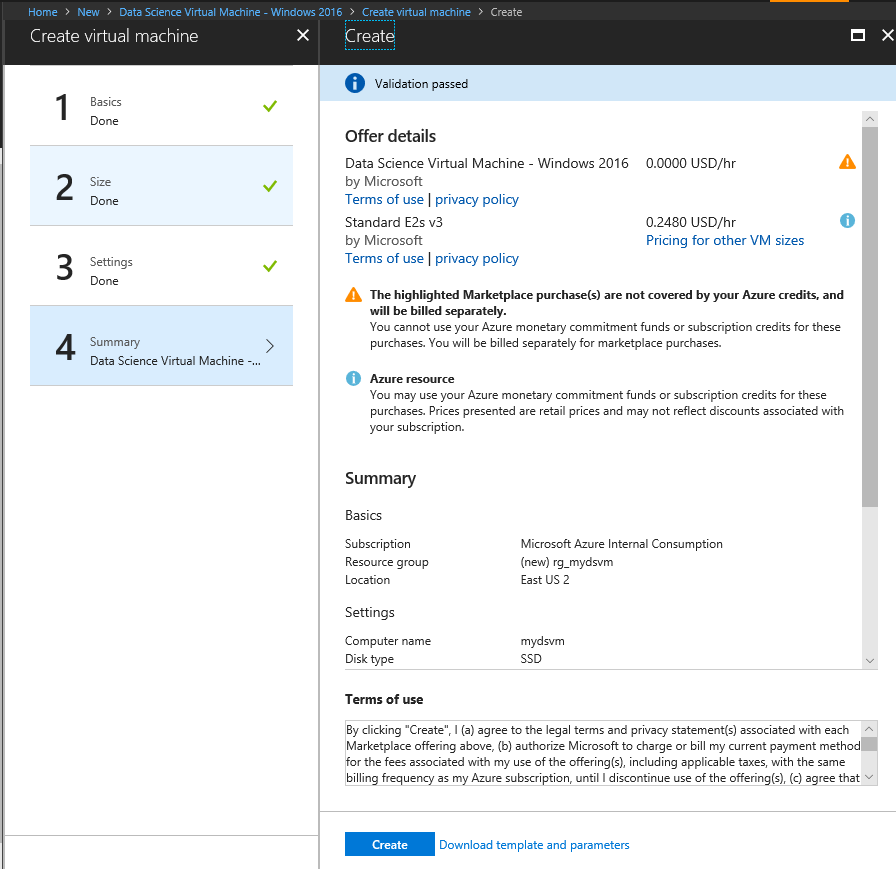 Home > New > Data Science Virtual Machine - Windows 2016 > Create virtual machine > Create
Create virtual machine
1
Basics
Done
2
Size
Done
3
Settings
Done
4
Summary
Data Science Virtual Machine -...
Create
Validation passed
Offer details
Data Science Virtual Machine - Windows 2016 0.0000 USD/hr
by Microsoft
Terms of use | privacy policy
Standard E2s v3 0.2480 USD/hr
by Microsoft Pricing for other VM sizes
Terms of use | privacy policy
The highlighted Marketplace purchase(s) are not covered by your Azure credits, and
will be billed separately.
You cannot use your Azure monetary commitment funds or subscription credits for these
purchases. You will be billed separately for marketplace purchases.
Azure resource
You may use your Azure monetary commitment funds or subscription credits for these
purchases. Prices presented are retail prices and may not reflect discounts associated with
your subscription.
Summary
Basics
Subscription Microsoft Azure Internal Consumption
Resource group (new) rg_mydsvm
Location East US 2
Settings
Computer name mydsvm
Disk type SSD
Terms of use
By clicking "Create", I (a) agree to the legal terms and privacy statement(s) associated with each
Marketplace offering above, (b) authorize Microsoft to charge or bill my current payment method
for the fees associated with my use of the offering(s), including applicable taxes, with the same
billing frequency as my Azure subscription, until I discontinue use of the offering(s), (c) agree that
Create Download template and parameters